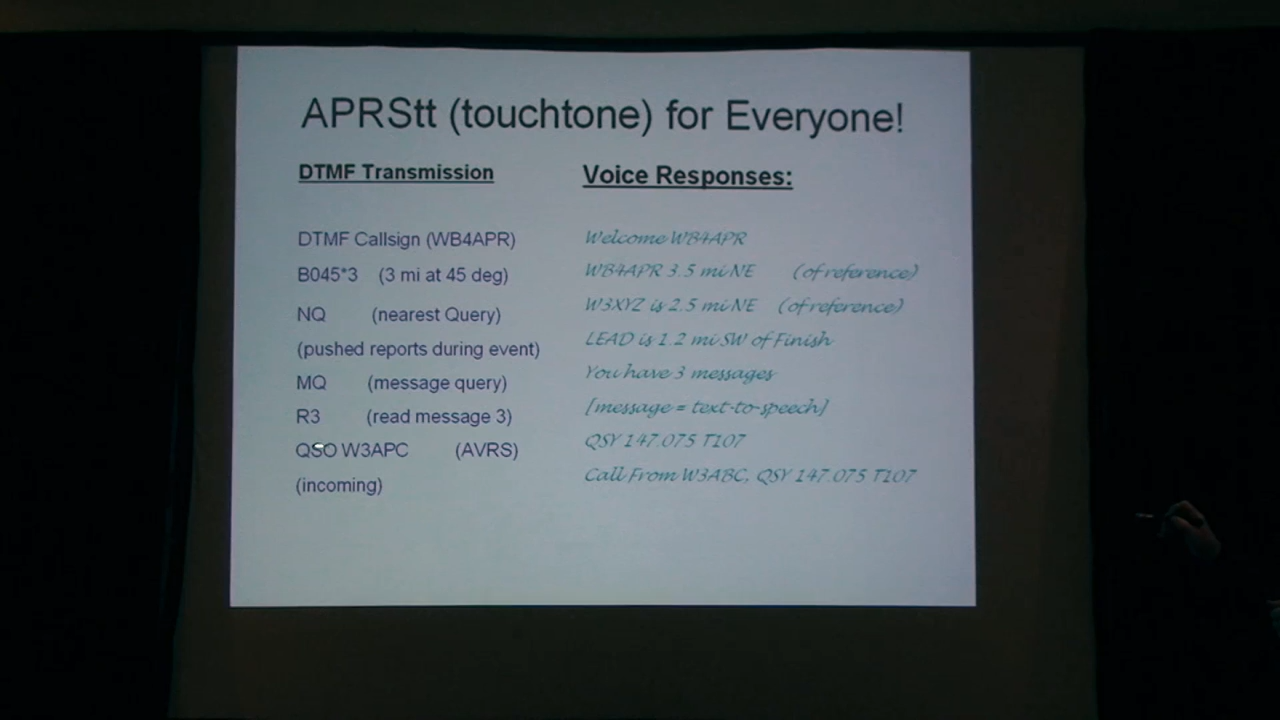 APRStt (touchtone) for Everyone!
DTMF Transmission
DTMF Callsign (WB4APR)
B045*3 (3 mi at 45 deg)
NQ (nearest Query)
(pushed reports during event)
MQ (message query)
R3 (read message 3)
QSO W3APC (AVRS)
(incoming)
Voice Responses:
Welcome WB4APR
WB4APR 3.5 mi NE (of reference)
W3XYZ is 2.5 mi NE (of reference)
LEAD is 1.2 mi SW of Finish
You have 3 messages
[message = text-to-speech]
QSY 147.075 T107
Call From W3ABC, QSY 147.075 T107